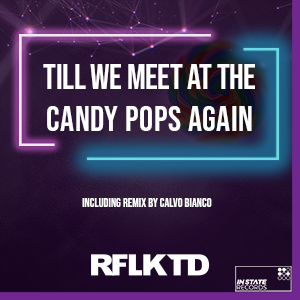 TILL WE MEET AT THE
CANDY POPS AGAIN
INCLUDING REMIX BY CALVO BIANCO
RFLKTD
IN STATE
RECORDS